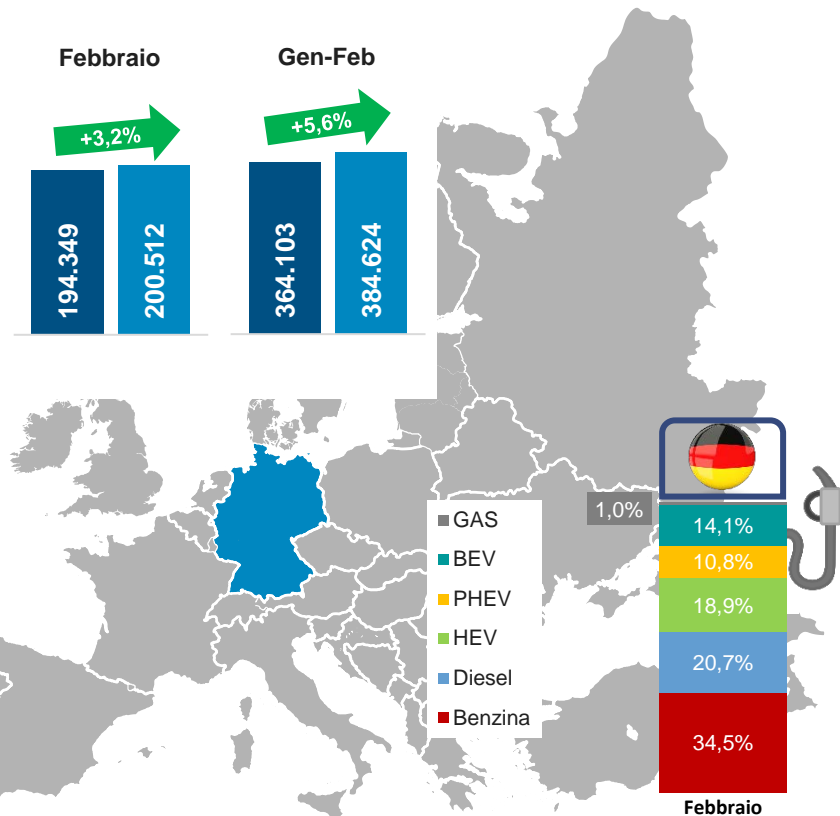 Febbraio
Gen-Feb
+3,2%
+5,6%
194.349
200.512
364.103
384.624
1,0%
GAS
BEV
PHEV
HEV
Diesel
Benzina
14,1%
10,8%
18,9%
20,7%
34,5%
Febbraio